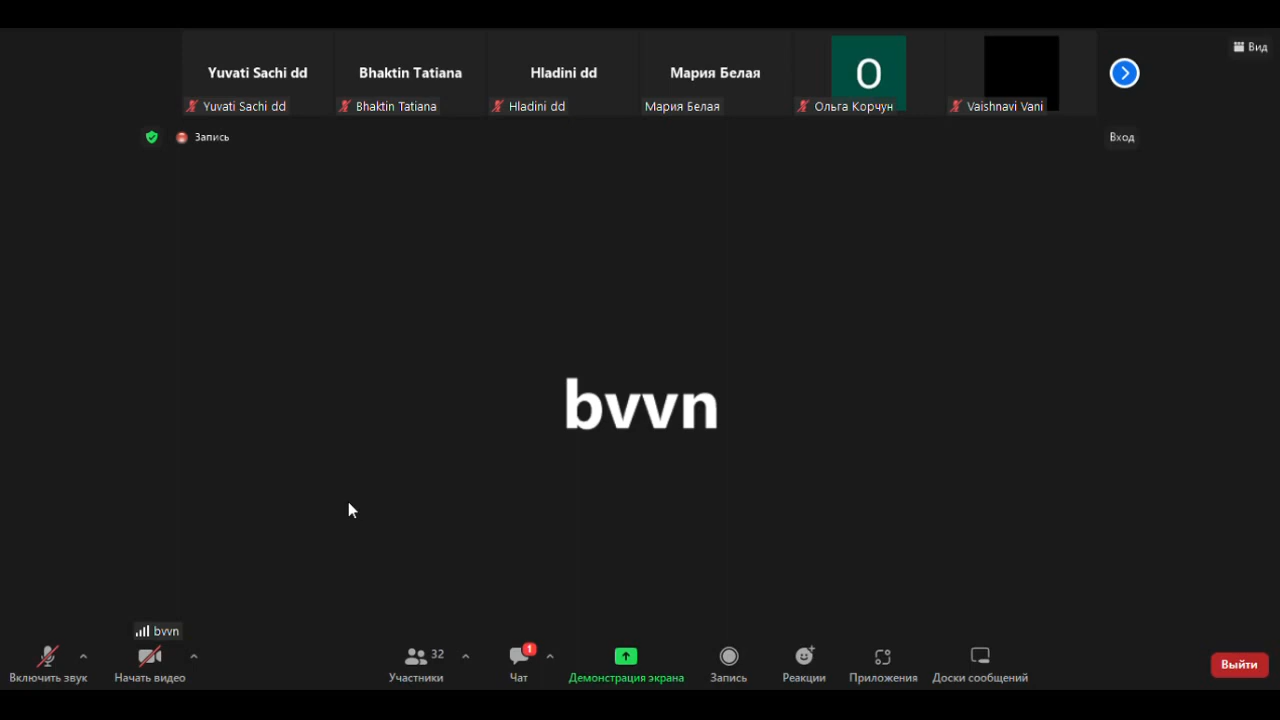 Вид
Yuvati Sachi dd
Bhaktin Tatiana
Hladini dd
Мария Белая
O
Yuvati Sachi dd
Bhaktin Tatiana
Hladini dd
Мария Белая
Ольга Корчун
Vaishnavi Vani
Запись
Вход
bvvn
bvvn
32
1
Включить звук
Начать видео
Участники
Чат
Демонстрация экрана
Запись
Реакции
Приложения
Доски сообщений
Выйти